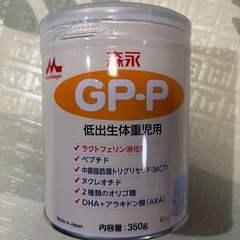 森永
GP-P
低出生体重児用
ラクトフェリン消化物
ペプチド
中鎖脂肪酸トリグリセリド(MCT)
ヌクレオチド
2種類のオリゴ糖
DHA+アラキドン酸(ARA)
Made in Japan
内容量:350g